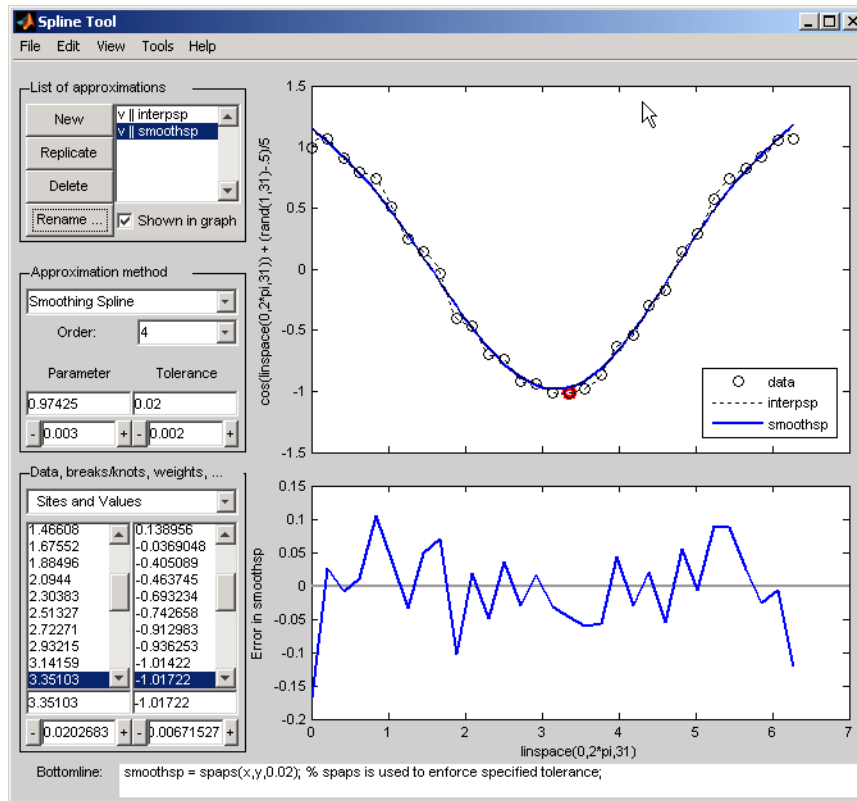 Spline Tool
File Edit View Tools Help
List of approximations
New
Replicate
Delete
Rename ...
v || interpsp
v || smoothsp
Shown in graph
Approximation method
Smoothing Spline
Order: 4
Parameter Tolerance
0.97425 0.02
- 0.003 + - 0.002 +
Data, breaks/knots, weights, ...
Sites and Values
1.46608 0.138956
1.67552 -0.0369048
1.88496 -0.405089
2.0944 -0.463745
2.30383 -0.693234
2.51327 -0.742658
2.72271 -0.912983
2.93215 -0.936253
3.14159 -1.01422
3.35103 -1.01722
3.35103 -1.01722
- 0.0202683 + - 0.00671527 +
cos(linspace(0,2*pi,31)) + (rand(1,31)-.5)/5
1.5
1
0.5
0
-0.5
-1
-1.5
data
interpsp
smoothsp
Error in smoothsp
0.15
0.1
0.05
0
-0.05
-0.1
-0.15
-0.2
0 1 2 3 4 5 6 7
linspace(0,2*pi,31)
Bottomline: smoothsp = spaps(x,y,0.02); % spaps is used to enforce specified tolerance;